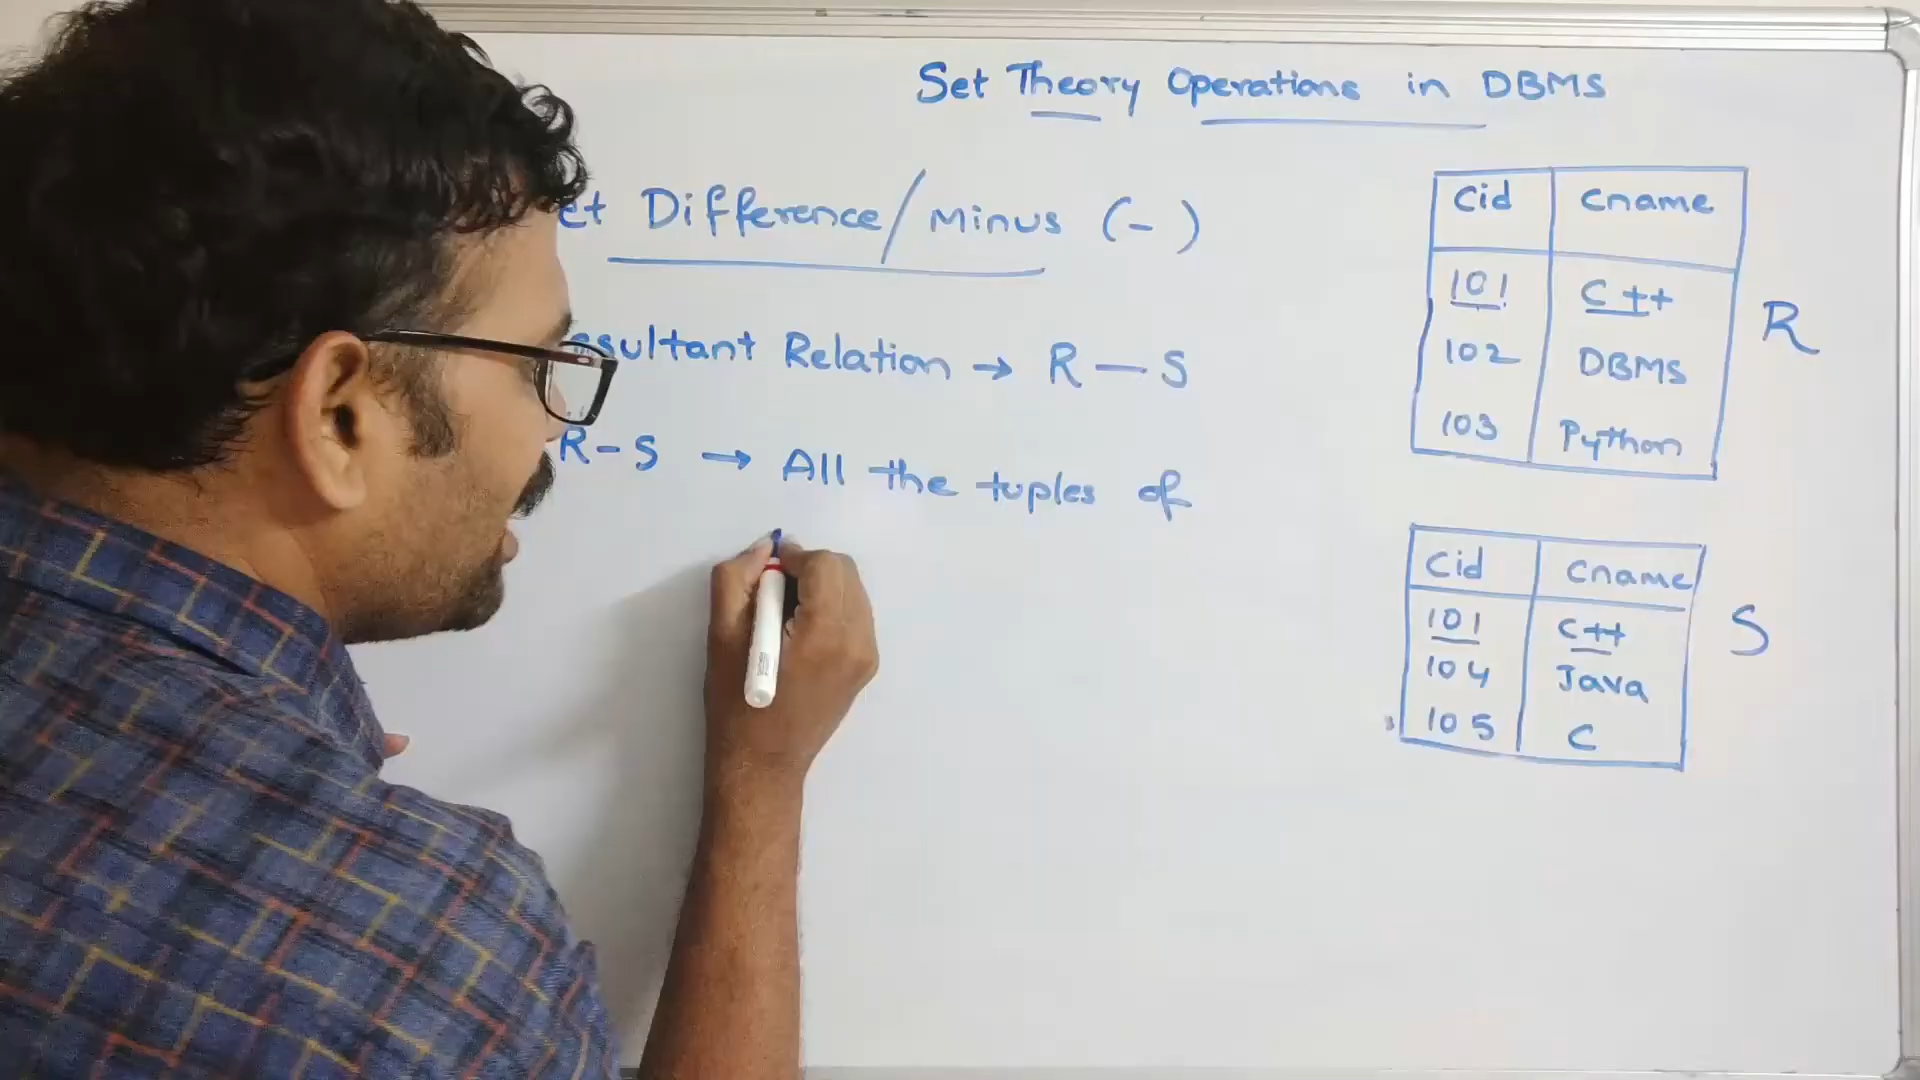 Set Theory Operations in DBMS
et Difference/Minus (-)
esultant Relation → R — S
R-S → All the tuples of
Cid Cname
101 C++
102 DBMS
103 Python
R
Cid Cname
101 C++
104 Java
105 C
S